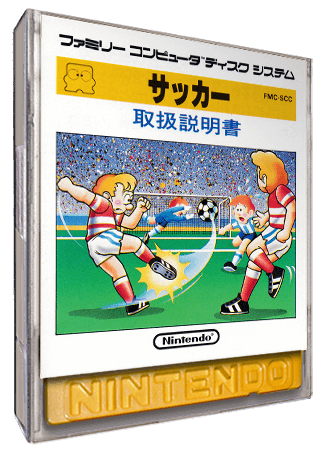 ファミリー コンピュータ ディスク システム
サッカー
FMC-SCC
取扱説明書
Nintendo®
NINTENDO